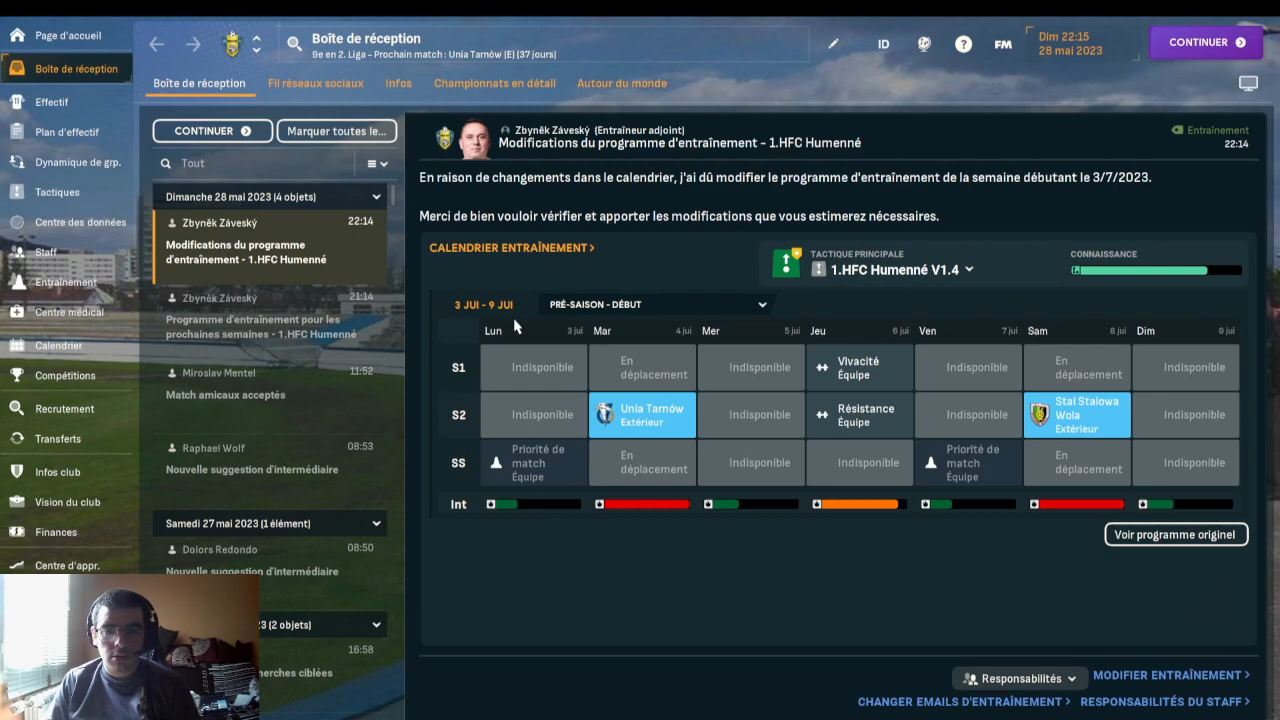 Page d'accueil
Boîte de réception
Effectif
Plan d'effectif
Dynamique de grp.
Tactiques
Centre des données
Staff
Entraînement
Centre médical
Calendrier
Compétitions
Recrutement
Transferts
Infos club
Vision du club
Finances
Centre d'appr.
Boîte de réception
9e en 2. Liga - Prochain match : Unia Tarnów (E) (37 jours)
ID
?
FM
Dim 22:15
28 mai 2023
CONTINUER
Boîte de réception
Fil réseaux sociaux
Infos
Championnats en détail
Autour du monde
CONTINUER
Marquer toutes le...
Tout
Dimanche 28 mai 2023 (4 objets)
Zbyněk Záveský 22:14
Modifications du programme
d'entraînement - 1.HFC Humenné
Zbyněk Záveský 21:14
Programme d'entraînement pour les
prochaines semaines - 1.HFC Humenné
Miroslav Mentel 11:52
Match amicaux acceptés
Raphael Wolf 08:53
Nouvelle suggestion d'intermédiaire
Samedi 27 mai 2023 (1 élément)
Dolors Redondo 08:50
Nouvelle suggestion d'intermédiaire
3 (2 objets)
16:58
herches ciblées
Zbyněk Záveský (Entraîneur adjoint)
Modifications du programme d'entraînement - 1.HFC Humenné
Entraînement
22:14
En raison de changements dans le calendrier, j'ai dû modifier le programme d'entraînement de la semaine débutant le 3/7/2023.
Merci de bien vouloir vérifier et apporter les modifications que vous estimerez nécessaires.
CALENDRIER ENTRAÎNEMENT >
TACTIQUE PRINCIPALE
1.HFC Humenné V1.4
CONNAISSANCE
3 JUI - 9 JUI
PRÉ-SAISON - DÉBUT
Lun 3 jui Mar 4 jui Mer 5 jui Jeu 6 jui Ven 7 jui Sam 8 jui Dim 9 jui
S1 Indisponible En déplacement Indisponible Vivacité Équipe Indisponible En déplacement Indisponible
S2 Indisponible Unia Tarnów Extérieur Indisponible Résistance Équipe Indisponible Stal Stalowa Wola Extérieur Indisponible
SS Priorité de match Équipe En déplacement Indisponible Indisponible Priorité de match Équipe En déplacement Indisponible
Int
Voir programme originel
Responsabilités
MODIFIER ENTRAÎNEMENT >
CHANGER EMAILS D'ENTRAÎNEMENT >
RESPONSABILITÉS DU STAFF >